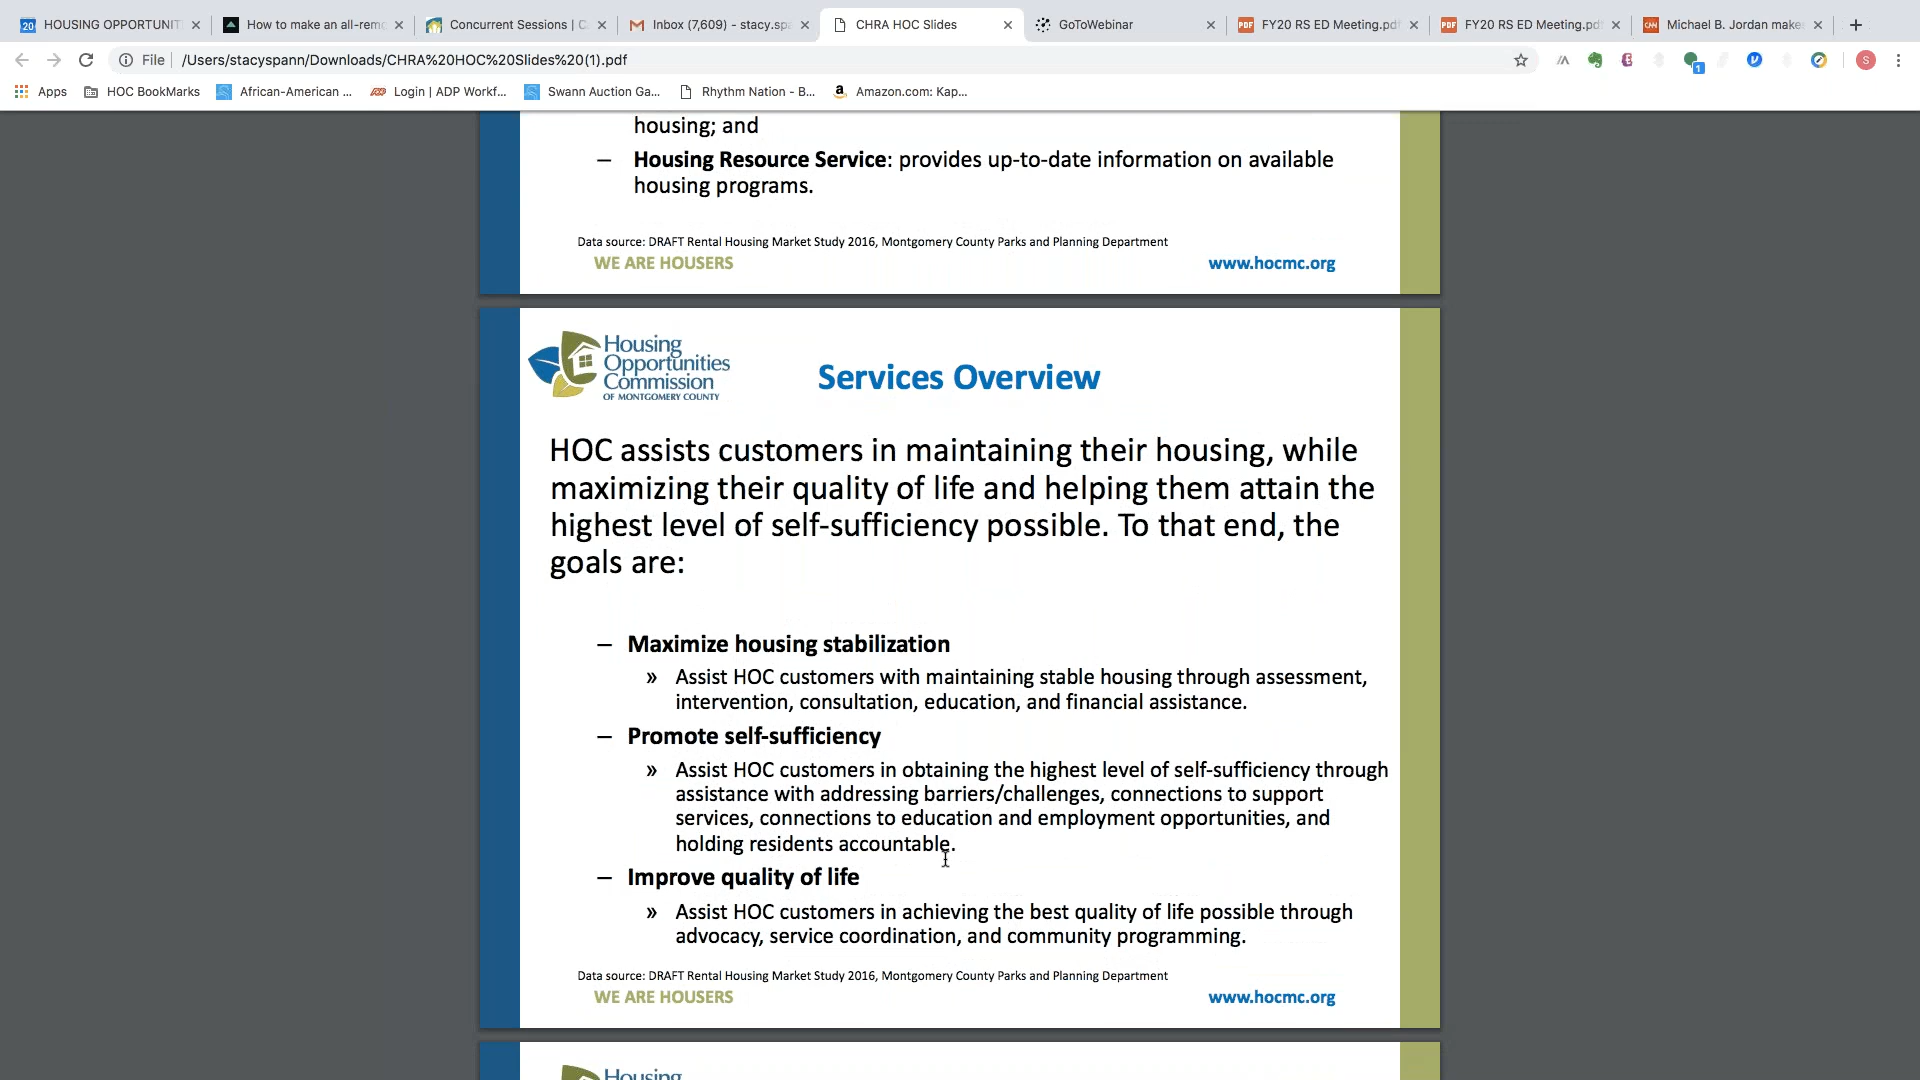 HOUSING OPPORTUNIT
How to make an all-remo
Concurrent Sessions | C
Inbox (7,609) - stacy.spa
CHRA HOC Slides
GoToWebinar
FY20 RS ED Meeting.pdf
FY20 RS ED Meeting.pdf
Michael B. Jordan make
File
/Users/stacyspann/Downloads/CHRA%20HOC%20Slides%20(1).pdf
Apps
HOC BookMarks
African-American ...
Login | ADP Workf...
Swann Auction Ga...
Rhythm Nation - B...
Amazon.com: Kap...
housing; and
– Housing Resource Service: provides up-to-date information on available
housing programs.
Data source: DRAFT Rental Housing Market Study 2016, Montgomery County Parks and Planning Department
WE ARE HOUSERS
www.hocmc.org
Housing
Opportunities
Commission
OF MONTGOMERY COUNTY
Services Overview
HOC assists customers in maintaining their housing, while
maximizing their quality of life and helping them attain the
highest level of self-sufficiency possible. To that end, the
goals are:
– Maximize housing stabilization
» Assist HOC customers with maintaining stable housing through assessment,
intervention, consultation, education, and financial assistance.
– Promote self-sufficiency
» Assist HOC customers in obtaining the highest level of self-sufficiency through
assistance with addressing barriers/challenges, connections to support
services, connections to education and employment opportunities, and
holding residents accountable.
– Improve quality of life
» Assist HOC customers in achieving the best quality of life possible through
advocacy, service coordination, and community programming.
Data source: DRAFT Rental Housing Market Study 2016, Montgomery County Parks and Planning Department
WE ARE HOUSERS
www.hocmc.org
Housing